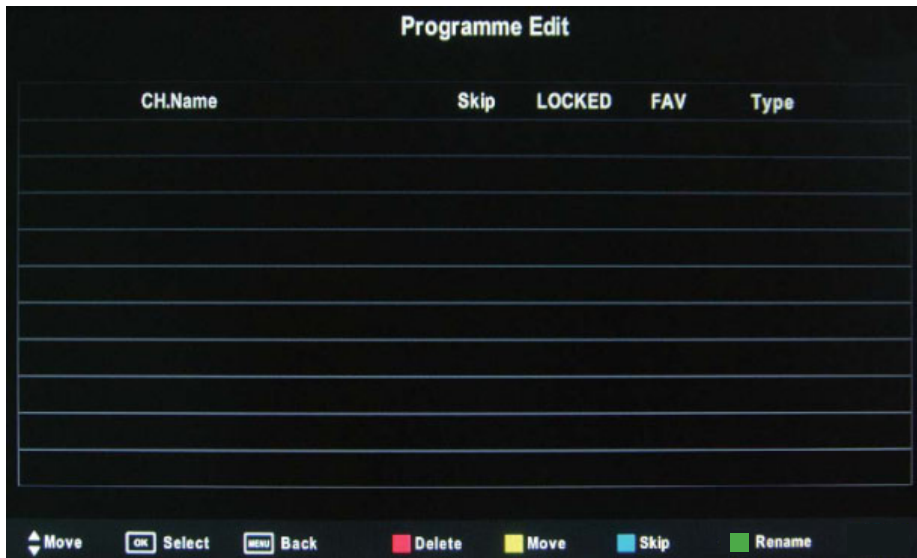 Programme Edit
CH.Name Skip LOCKED FAV Type
Move OK Select MENU Back Delete Move Skip Rename